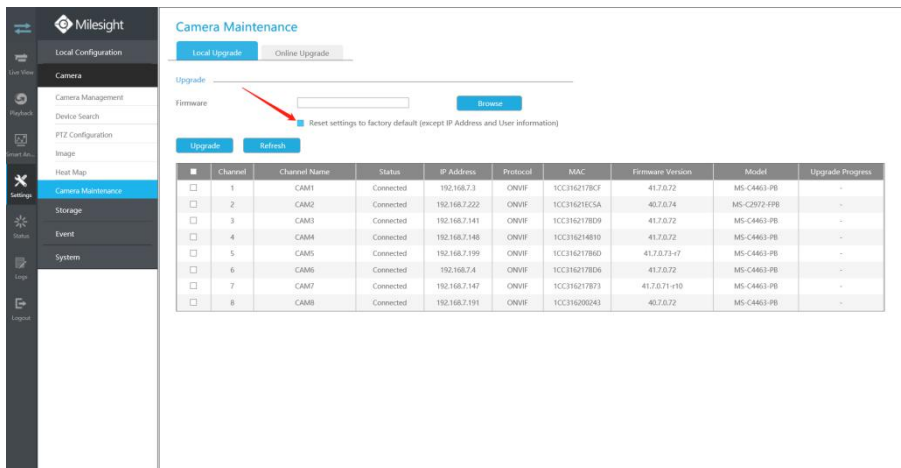 Milesight
Camera Maintenance
Local Configuration
Local Upgrade
Online Upgrade
Live View
Camera
Upgrade
Camera Management
Firmware
Browse
Playback
Device Search
Reset settings to factory default (except IP Address and User information)
PTZ Configuration
Smart An...
Image
Upgrade
Refresh
Heat Map
Settings
Camera Maintenance
Storage
Status
Event
System
Logs
Logout
Channel Channel Name Status IP Address Protocol MAC Firmware Version Model Upgrade Progress
1 CAM1 Connected 192.168.7.3 ONVIF 1CC316217BCF 41.7.0.72 MS-C4463-PB -
2 CAM2 Connected 192.168.7.222 ONVIF 1CC31621EC5A 40.7.0.74 MS-C2972-FPB -
3 CAM3 Connected 192.168.7.141 ONVIF 1CC316217BD9 41.7.0.72 MS-C4463-PB -
4 CAM4 Connected 192.168.7.148 ONVIF 1CC316214810 41.7.0.72 MS-C4463-PB -
5 CAM5 Connected 192.168.7.199 ONVIF 1CC316217B6D 41.7.0.73-r7 MS-C4463-PB -
6 CAM6 Connected 192.168.7.4 ONVIF 1CC316217BD6 41.7.0.72 MS-C4463-PB -
7 CAM7 Connected 192.168.7.147 ONVIF 1CC316217B73 41.7.0.71-r10 MS-C4463-PB -
8 CAM8 Connected 192.168.7.191 ONVIF 1CC316200243 40.7.0.72 MS-C4463-PB -